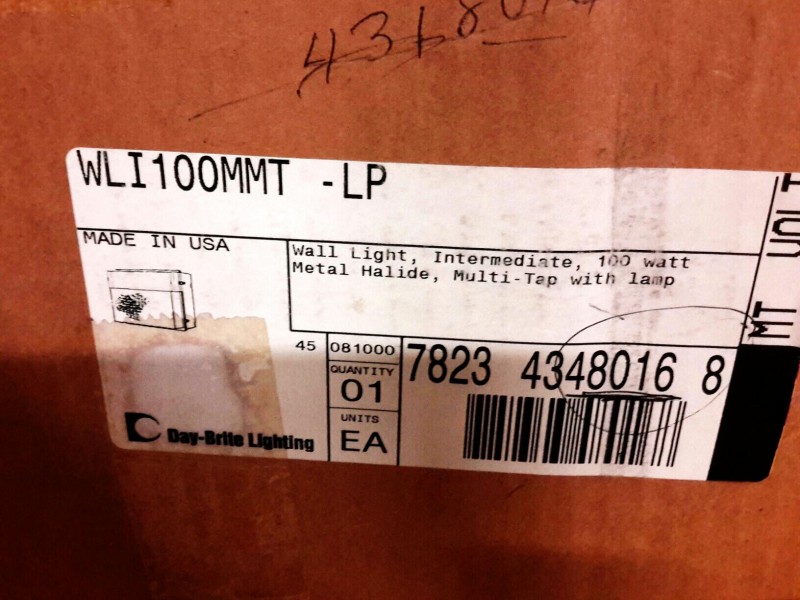 WLI100MMT -LP
MADE IN USA
Wall Light, Intermediate, 100 watt
Metal Halide, Multi-Tap with lamp
45
081000
QUANTITY
01
UNITS
EA
7823 4348016 8
Day-Brite Lighting
MT